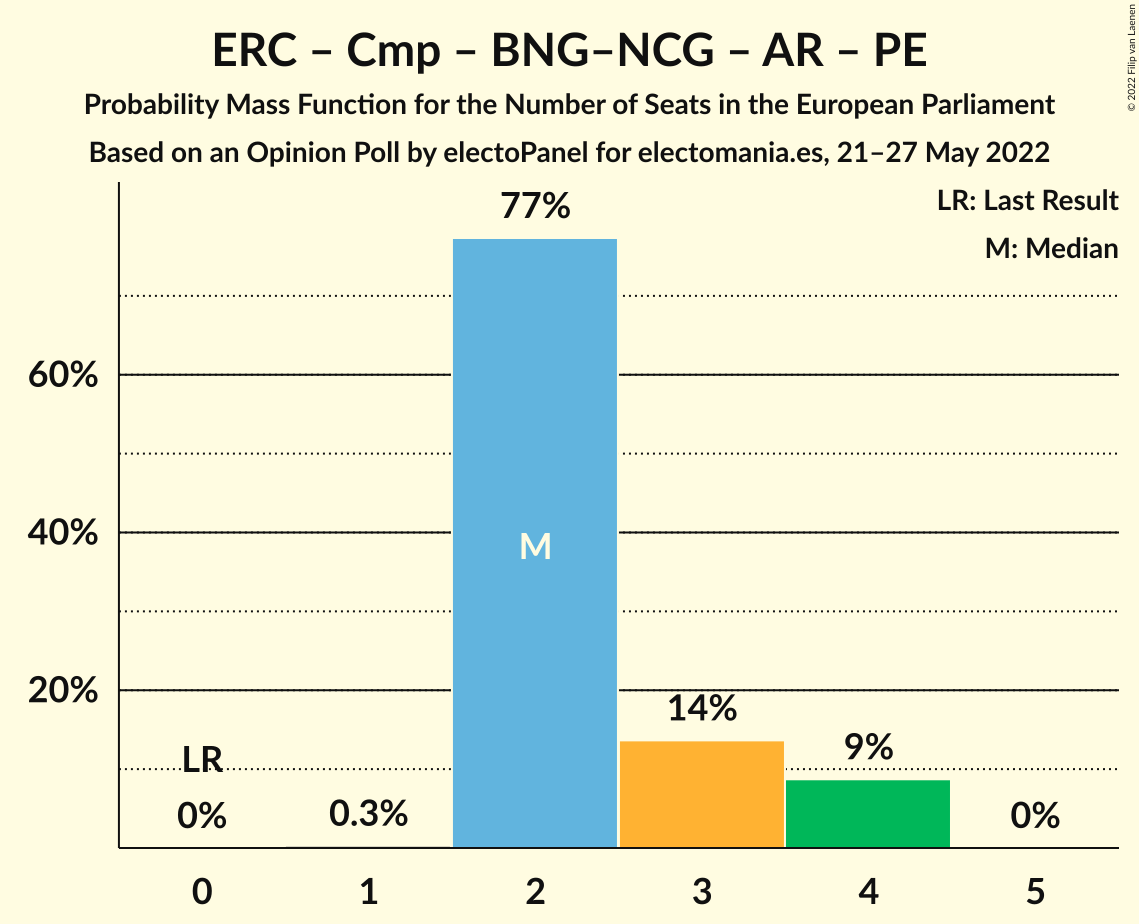 ERC – Cmp – BNG–NCG – AR – PE
Probability Mass Function for the Number of Seats in the European Parliament
Based on an Opinion Poll by electoPanel for electomania.es, 21–27 May 2022
© 2022 Filip van Laenen
LR: Last Result
M: Median
77%
60%
40%
M
20%
14%
9%
LR
0%
0.3%
0%
0 1 2 3 4 5